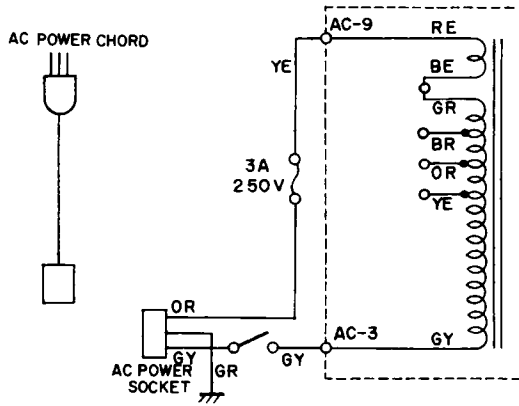 AC POWER CHORD
AC-9
RE
YE
BE
GR
BR
3A
250V
OR
YE
OR
AC-3
GY
GY
GR
GY
AC POWER
SOCKET